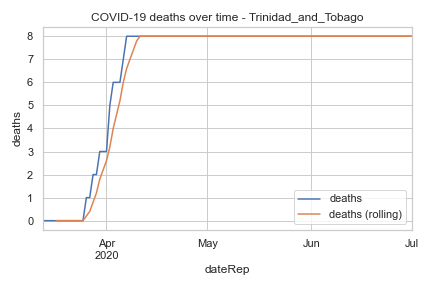 COVID-19 deaths over time - Trinidad_and_Tobago
8
7
6
5
4
3
2
1
0
deaths
deaths
deaths (rolling)
Apr
2020
May
Jun
Jul
dateRep